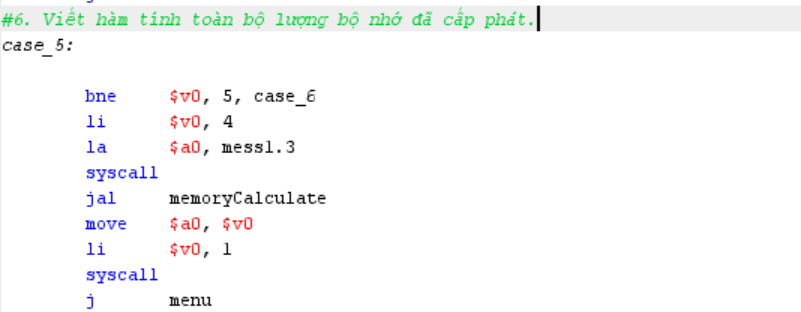 #6. Viết hàm tính toàn bộ lượng bộ nhớ đã cấp phát.
case_5:
bne $v0, 5, case_6
li $v0, 4
la $a0, mess1.3
syscall
jal memoryCalculate
move $a0, $v0
li $v0, 1
syscall
j menu